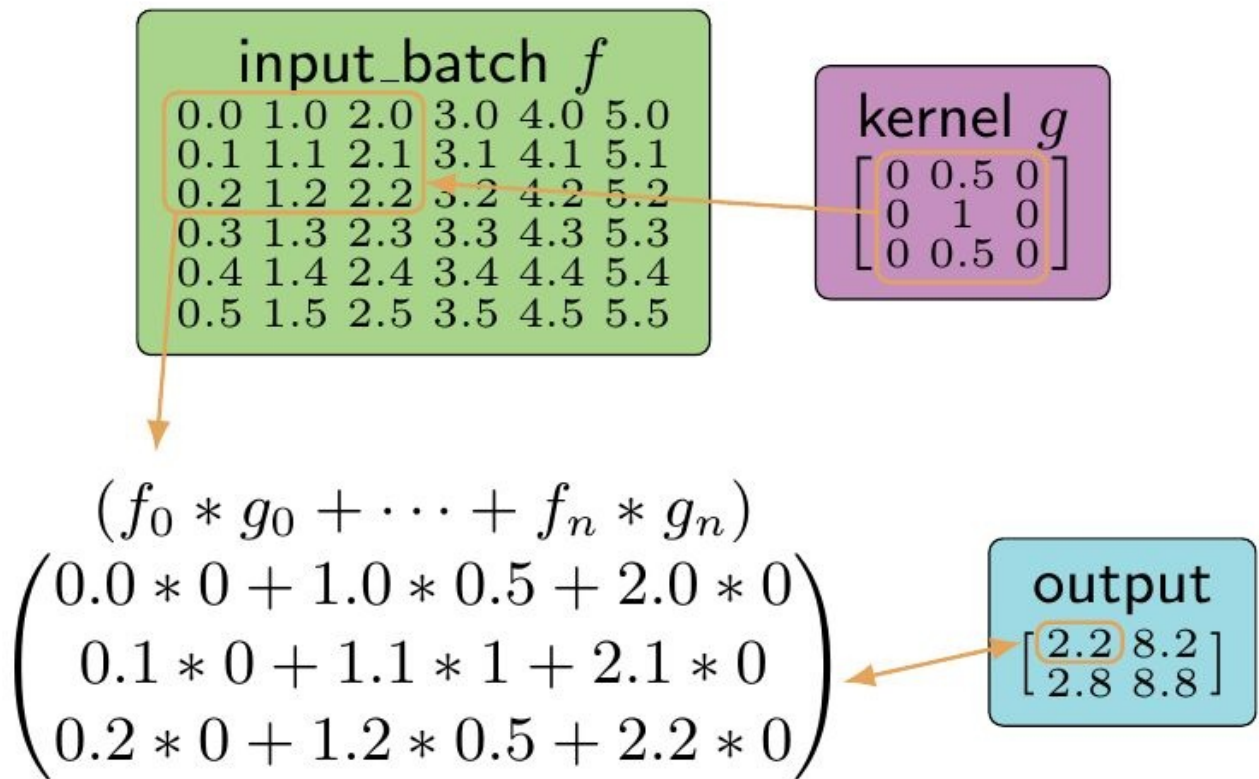 input_batch f
0.0 1.0 2.0 3.0 4.0 5.0
0.1 1.1 2.1 3.1 4.1 5.1
0.2 1.2 2.2 3.2 4.2 5.2
0.3 1.3 2.3 3.3 4.3 5.3
0.4 1.4 2.4 3.4 4.4 5.4
0.5 1.5 2.5 3.5 4.5 5.5
kernel g
0 0.5 0
0 1 0
0 0.5 0
(f₀ * g₀ + ⋯ + fₙ * gₙ)
0.0 * 0 + 1.0 * 0.5 + 2.0 * 0
0.1 * 0 + 1.1 * 1 + 2.1 * 0
0.2 * 0 + 1.2 * 0.5 + 2.2 * 0
output
2.2 8.2
2.8 8.8